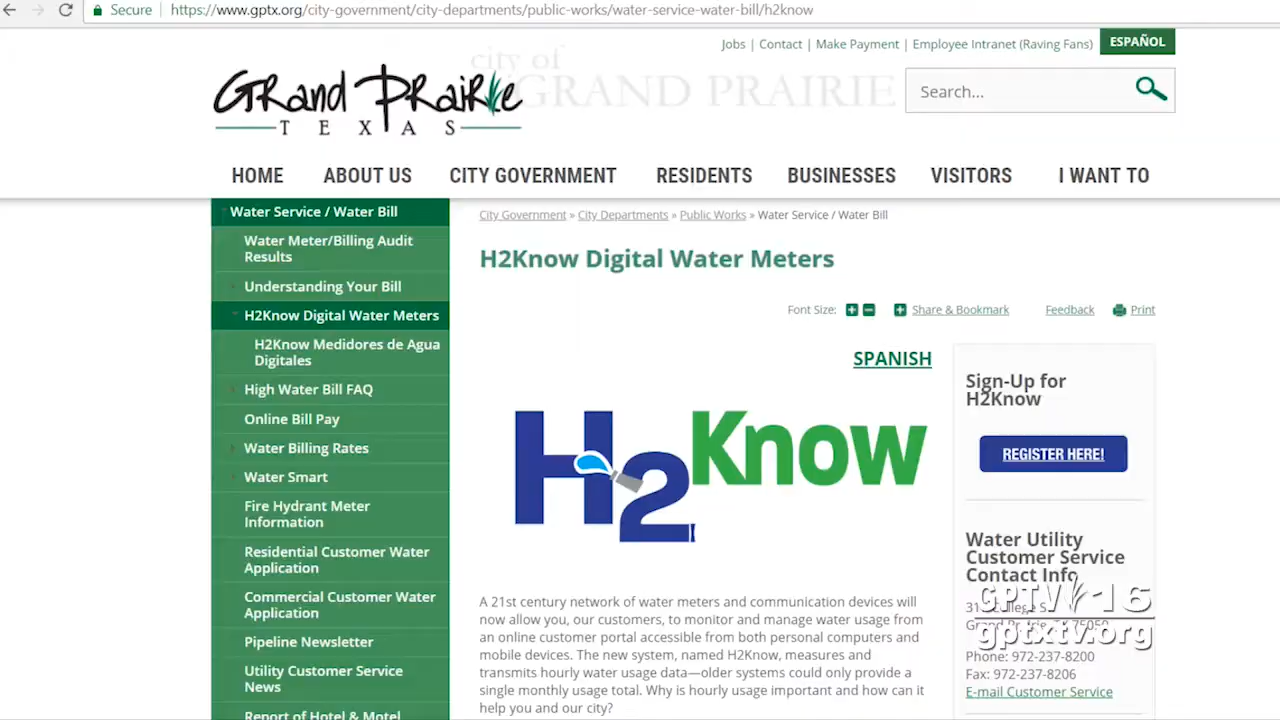 Secure https://www.gptx.org/city-government/city-departments/public-works/water-service-water-bill/h2know
Jobs | Contact | Make Payment | Employee Intranet (Raving Fans)
ESPAÑOL
city of
GRAND PRAIRIE
Grand Prairie
TEXAS
Search...
HOME ABOUT US CITY GOVERNMENT RESIDENTS BUSINESSES VISITORS I WANT TO
Water Service / Water Bill
Water Meter/Billing Audit
Results
Understanding Your Bill
H2Know Digital Water Meters
H2Know Medidores de Agua
Digitales
High Water Bill FAQ
Online Bill Pay
Water Billing Rates
Water Smart
Fire Hydrant Meter
Information
Residential Customer Water
Application
Commercial Customer Water
Application
Pipeline Newsletter
Utility Customer Service
News
Report of Hotel & Motel
City Government » City Departments » Public Works » Water Service / Water Bill
H2Know Digital Water Meters
Font Size: Share & Bookmark Feedback Print
SPANISH
H2Know
A 21st century network of water meters and communication devices will
now allow you, our customers, to monitor and manage water usage from
an online customer portal accessible from both personal computers and
mobile devices. The new system, named H2Know, measures and
transmits hourly water usage data—older systems could only provide a
single monthly usage total. Why is hourly usage important and how can it
help you and our city?
Sign-Up for
H2Know
REGISTER HERE!
Water Utility
Customer Service
Contact Info
Phone: 972-237-8200
Fax: 972-237-8206
E-mail Customer Service
GPTV 16
gptxtv.org